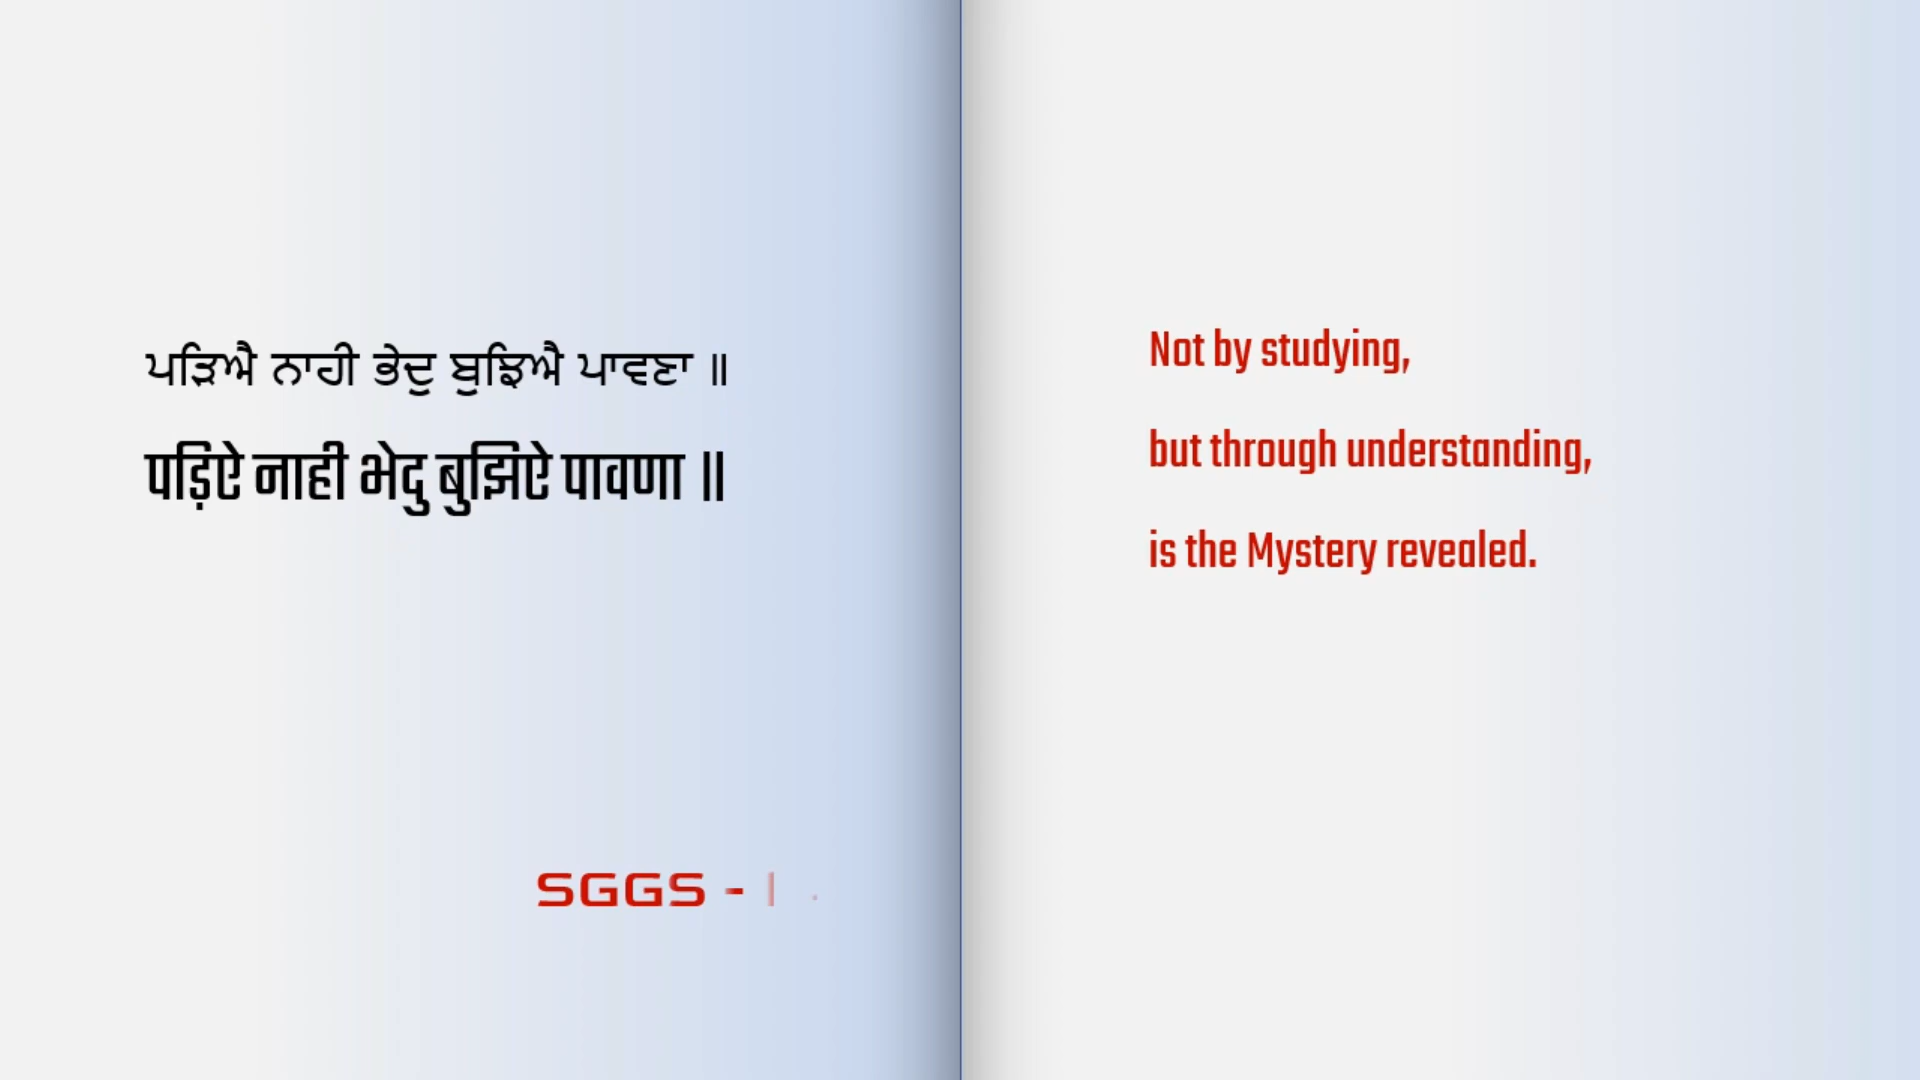 ਪੜਿਐ ਨਾਹੀ ਭੇਦੁ ਬੁਝਿਐ ਪਾਵਣਾ ॥
पड़िऐ नाही भेदु बुझिऐ पावणा ॥
SGGS -
Not by studying,
but through understanding,
is the Mystery revealed.